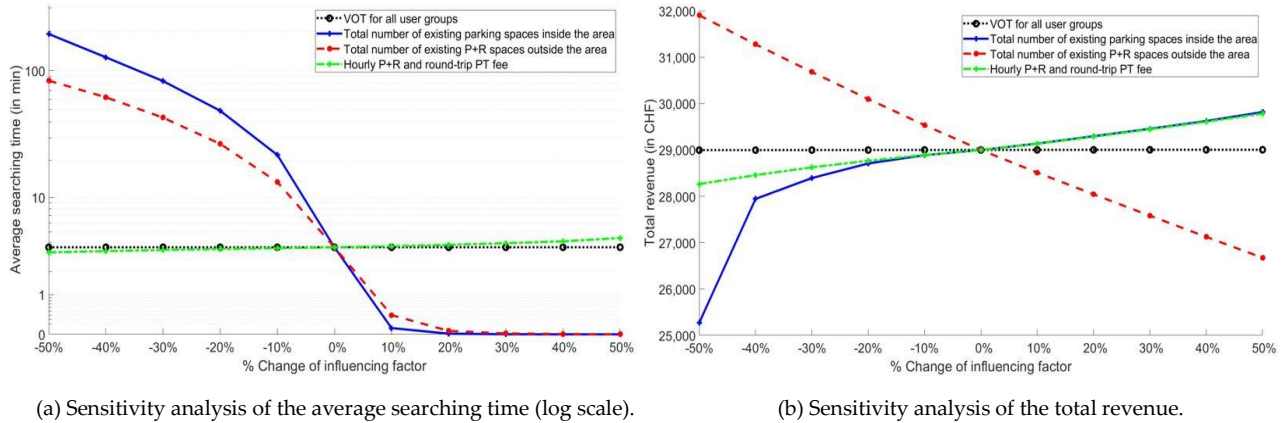 VOT for all user groups
Total number of existing parking spaces inside the area
Total number of existing P+R spaces outside the area
Hourly P+R and round-trip PT fee
Average searching time (in min)
100
10
1
0
-50% -40% -30% -20% -10% 0% 10% 20% 30% 40% 50%
% Change of influencing factor
(a) Sensitivity analysis of the average searching time (log scale).
VOT for all user groups
Total number of existing parking spaces inside the area
Total number of existing P+R spaces outside the area
Hourly P+R and round-trip PT fee
Total revenue (in CHF)
32,000
31,000
30,000
29,000
28,000
27,000
26,000
25,000
-50% -40% -30% -20% -10% 0% 10% 20% 30% 40% 50%
% Change of influencing factor
(b) Sensitivity analysis of the total revenue.